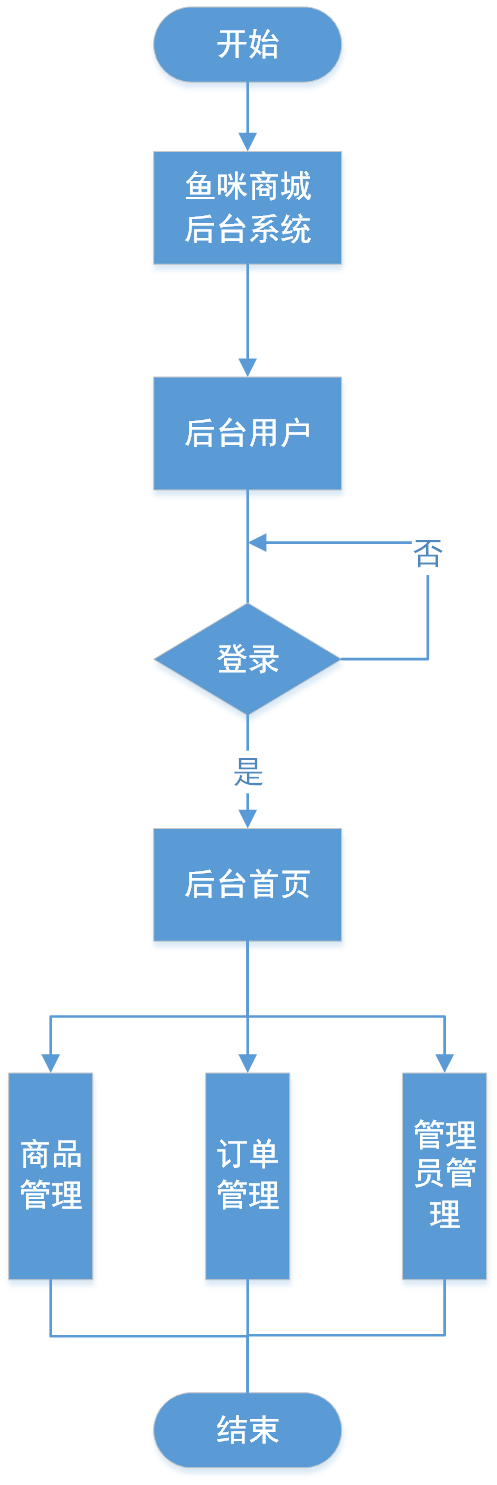 开始
鱼咪商城
后台系统
后台用户
否
登录
是
后台首页
商品
管理
订单
管理
管理
员管
理
结束